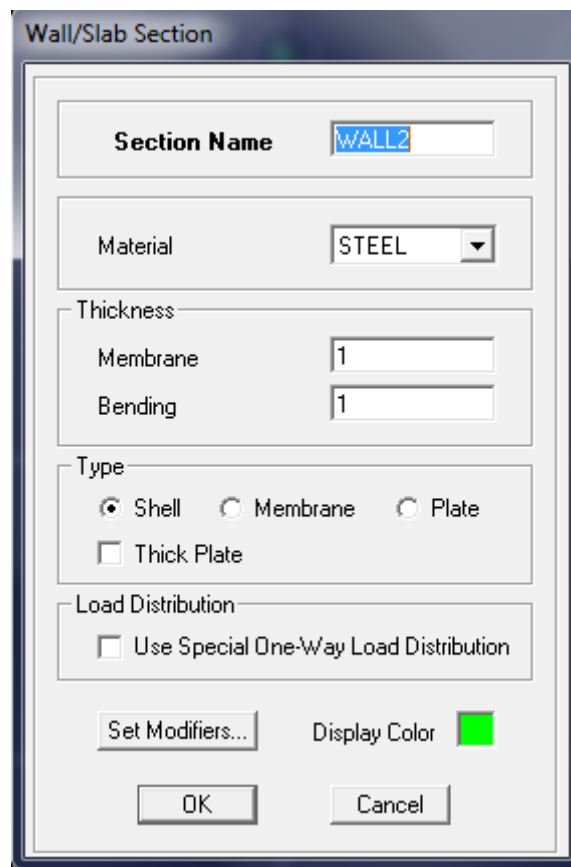 Wall/Slab Section
Section Name WALL2
Material STEEL
Thickness
Membrane 1
Bending 1
Type
Shell Membrane Plate
Thick Plate
Load Distribution
Use Special One-Way Load Distribution
Set Modifiers... Display Color
OK Cancel